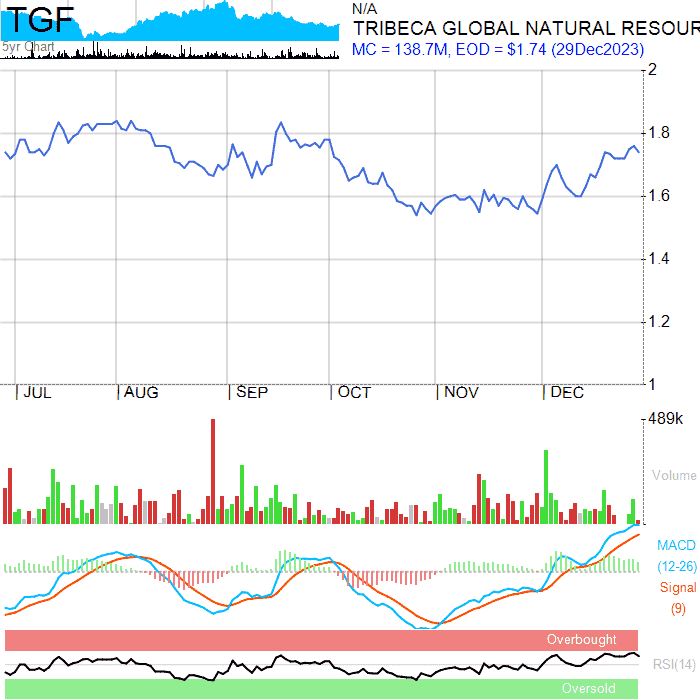 TGF
5yr Chart
N/A
TRIBECA GLOBAL NATURAL RESOUR
MC = 138.7M, EOD = $1.74 (29Dec2023)
2
1.8
1.6
1.4
1.2
1
JUL AUG SEP OCT NOV DEC
489k
Volume
MACD
(12-26)
Signal
(9)
Overbought
RSI(14)
Oversold